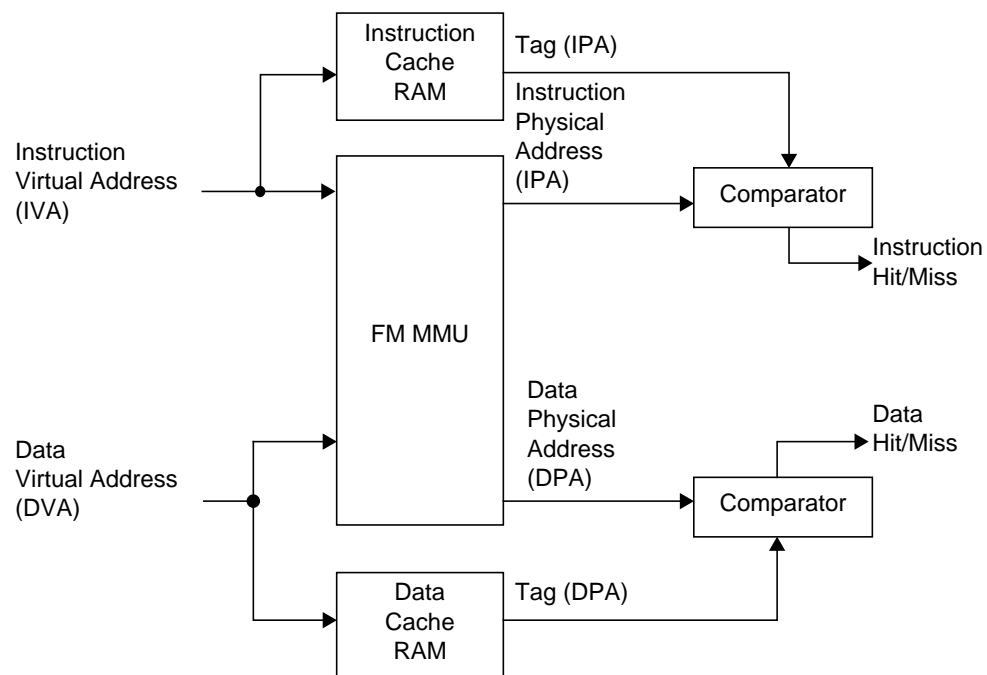 Instruction
Cache
RAM
Tag (IPA)
Instruction
Physical
Address
(IPA)
Instruction
Virtual Address
(IVA)
Comparator
Instruction
Hit/Miss
FM MMU
Data
Physical
Address
(DPA)
Data
Hit/Miss
Data
Virtual Address
(DVA)
Comparator
Data
Cache
RAM
Tag (DPA)